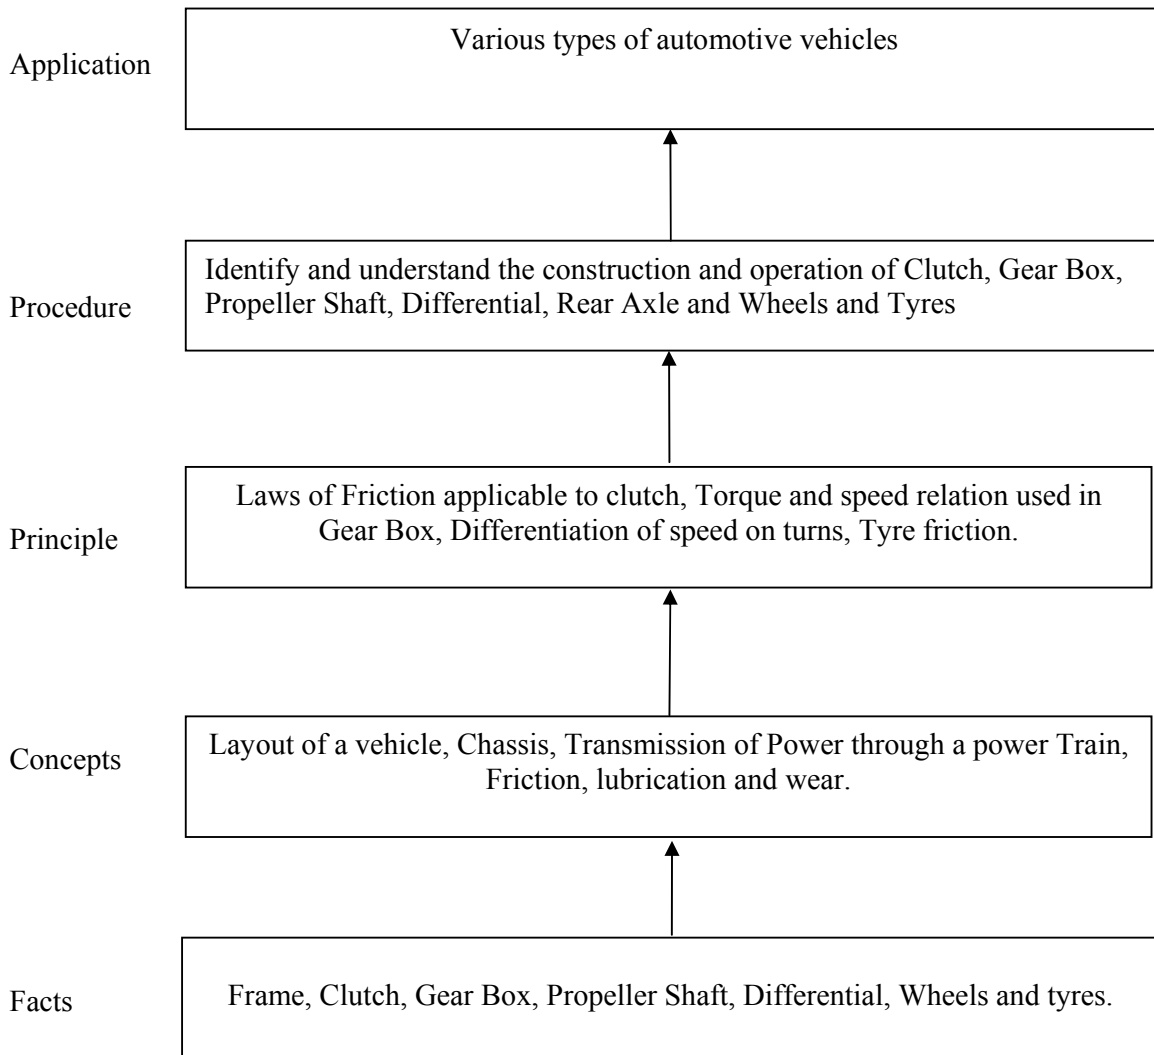 Application
Various types of automotive vehicles
Procedure
Identify and understand the construction and operation of Clutch, Gear Box,
Propeller Shaft, Differential, Rear Axle and Wheels and Tyres
Principle
Laws of Friction applicable to clutch, Torque and speed relation used in
Gear Box, Differentiation of speed on turns, Tyre friction.
Concepts
Layout of a vehicle, Chassis, Transmission of Power through a power Train,
Friction, lubrication and wear.
Facts
Frame, Clutch, Gear Box, Propeller Shaft, Differential, Wheels and tyres.